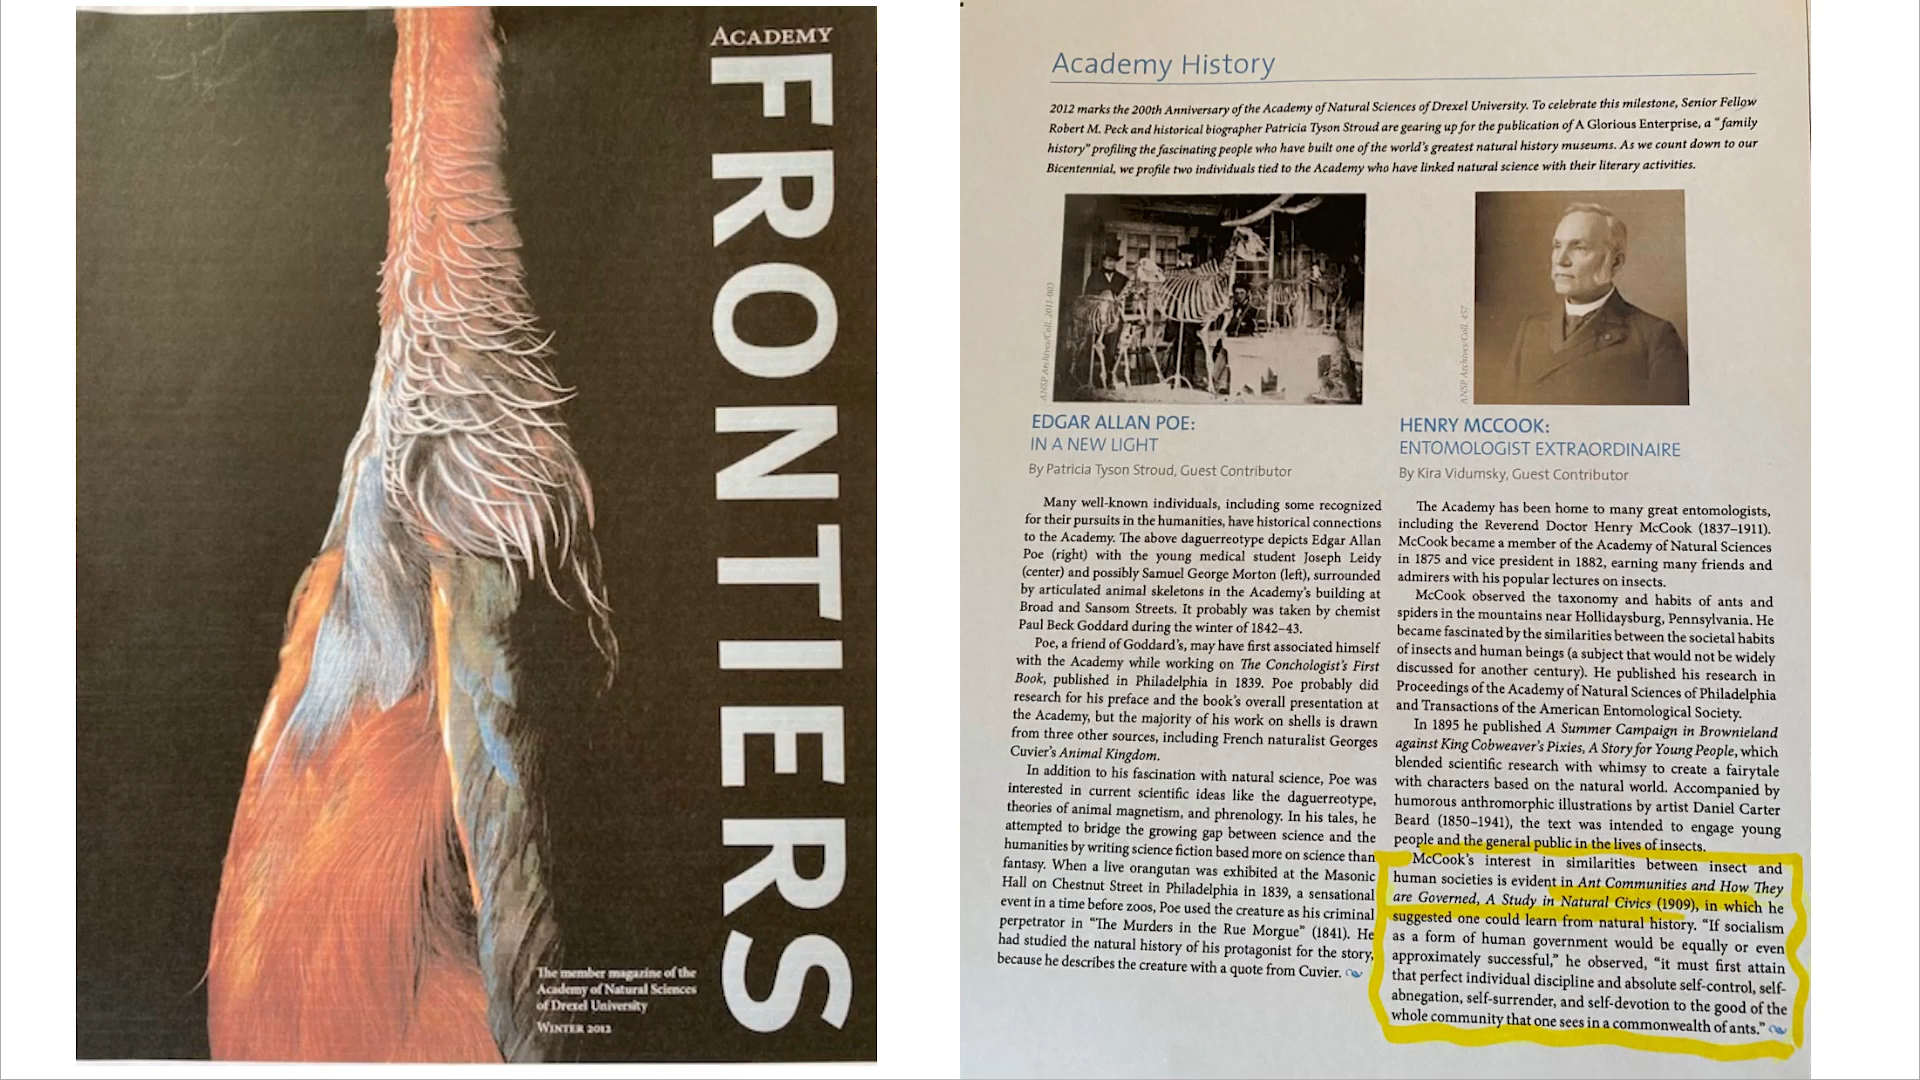 ACADEMY
FRONTIERS
The member magazine of the
Academy of Natural Sciences
of Drexel University
WINTER 2012
Academy History
2012 marks the 200th Anniversary of the Academy of Natural Sciences of Drexel University. To celebrate this milestone, Senior Fellow
Robert M. Peck and historical biographer Patricia Tyson Stroud are gearing up for the publication of A Glorious Enterprise, a “family
history” profiling the fascinating people who have built one of the world's greatest natural history museums. As we count down to our
Bicentennial, we profile two individuals tied to the Academy who have linked natural science with their literary activities.
ANSP Archives/Coll. 2011-003
EDGAR ALLAN POE:
IN A NEW LIGHT
By Patricia Tyson Stroud, Guest Contributor
Many well-known individuals, including some recognized
for their pursuits in the humanities, have historical connections
to the Academy. The above daguerreotype depicts Edgar Allan
Poe (right) with the young medical student Joseph Leidy
(center) and possibly Samuel George Morton (left), surrounded
by articulated animal skeletons in the Academy's building at
Broad and Sansom Streets. It probably was taken by chemist
Paul Beck Goddard during the winter of 1842–43.
Poe, a friend of Goddard's, may have first associated himself
with the Academy while working on The Conchologist's First
Book, published in Philadelphia in 1839. Poe probably did
research for his preface and the book's overall presentation at
the Academy, but the majority of his work on shells is drawn
from three other sources, including French naturalist Georges
Cuvier's Animal Kingdom.
In addition to his fascination with natural science, Poe was
interested in current scientific ideas like the daguerreotype,
theories of animal magnetism, and phrenology. In his tales, he
attempted to bridge the growing gap between science and the
humanities by writing science fiction based more on science than
fantasy. When a live orangutan was exhibited at the Masonic
Hall on Chestnut Street in Philadelphia in 1839, a sensational
event in a time before zoos, Poe used the creature as his criminal
perpetrator in “The Murders in the Rue Morgue” (1841). He
had studied the natural history of his protagonist for the story,
because he describes the creature with a quote from Cuvier.
ANSP Archives/Coll. 457
HENRY MCCOOK:
ENTOMOLOGIST EXTRAORDINAIRE
By Kira Vidumsky, Guest Contributor
The Academy has been home to many great entomologists,
including the Reverend Doctor Henry McCook (1837–1911).
McCook became a member of the Academy of Natural Sciences
in 1875 and vice president in 1882, earning many friends and
admirers with his popular lectures on insects.
McCook observed the taxonomy and habits of ants and
spiders in the mountains near Hollidaysburg, Pennsylvania. He
became fascinated by the similarities between the societal habits
of insects and human beings (a subject that would not be widely
discussed for another century). He published his research in
Proceedings of the Academy of Natural Sciences of Philadelphia
and Transactions of the American Entomological Society.
In 1895 he published A Summer Campaign in Brownieland
against King Cobweaver's Pixies, A Story for Young People, which
blended scientific research with whimsy to create a fairytale
with characters based on the natural world. Accompanied by
humorous anthromorphic illustrations by artist Daniel Carter
Beard (1850–1941), the text was intended to engage young
people and the general public in the lives of insects.
McCook's interest in similarities between insect and
human societies is evident in Ant Communities and How They
are Governed, A Study in Natural Civics (1909), in which he
suggested one could learn from natural history. “If socialism
as a form of human government would be equally or even
approximately successful,” he observed, “it must first attain
that perfect individual discipline and absolute self-control, self-
abnegation, self-surrender, and self-devotion to the good of the
whole community that one sees in a commonwealth of ants.”